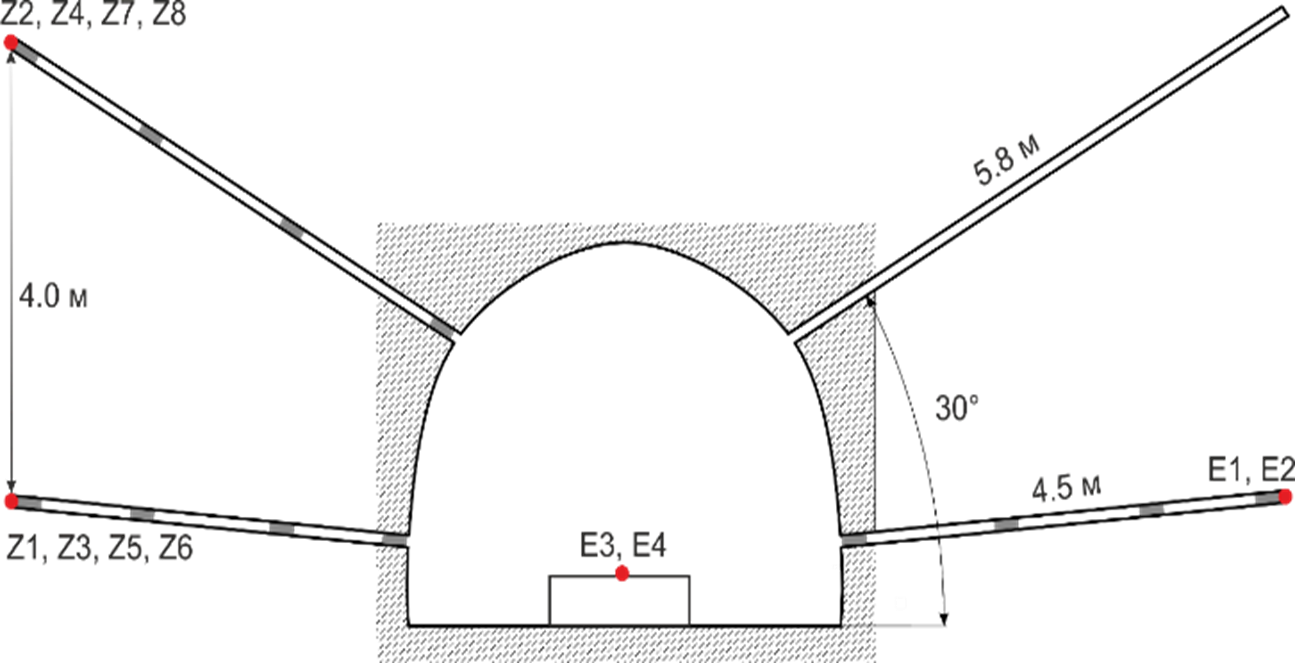 Z2, Z4, Z7, Z8
5.8 м
4.0 м
30°
4.5 м
E1, E2
Z1, Z3, Z5, Z6
E3, E4